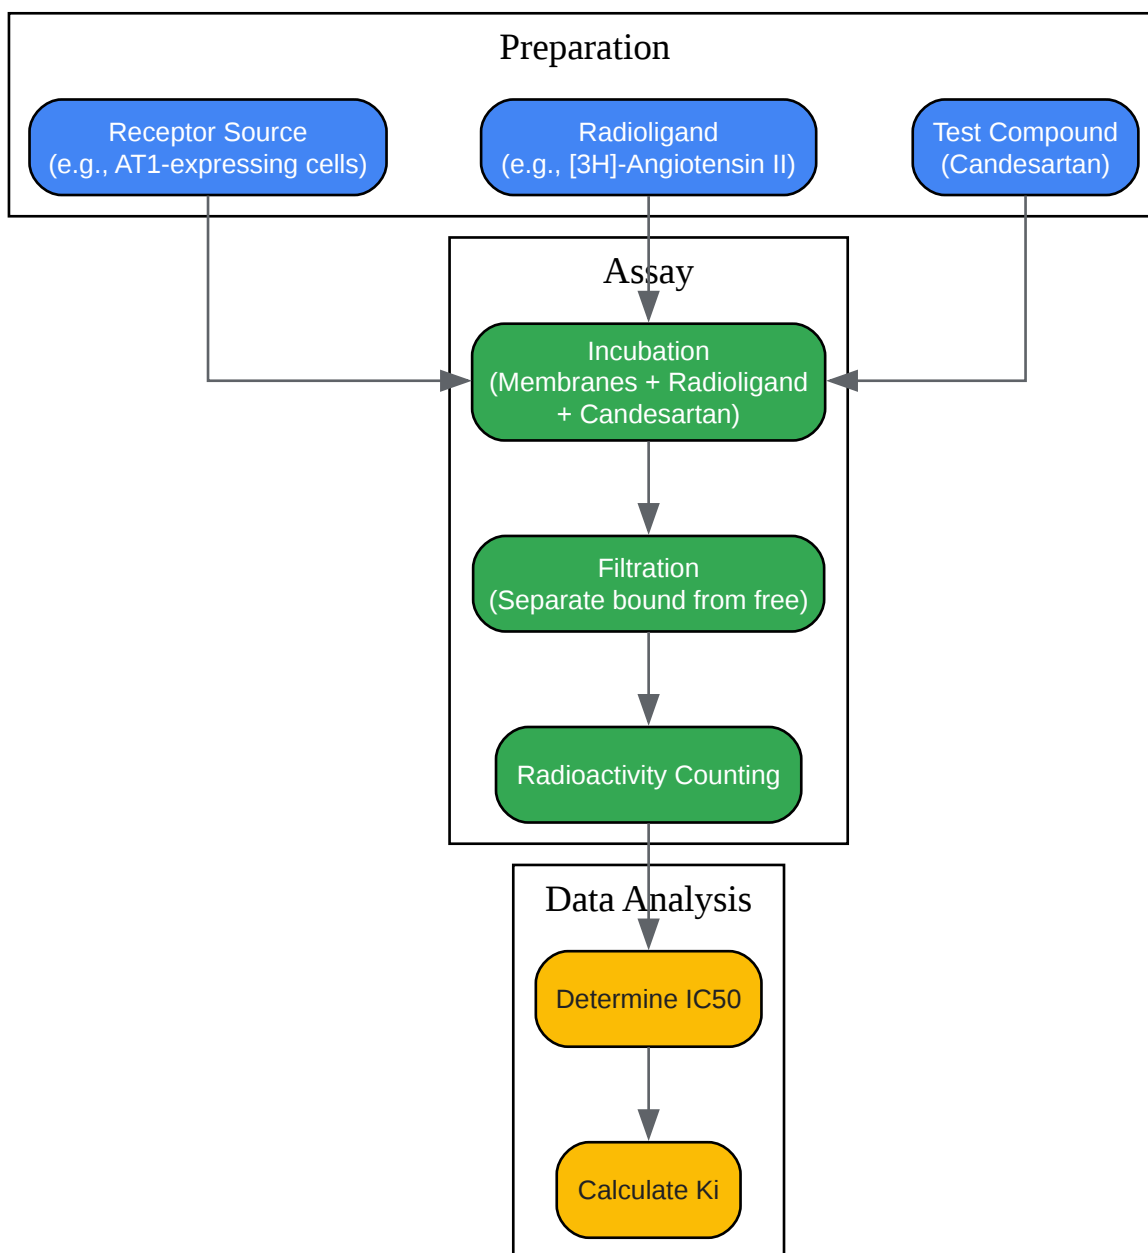 Preparation
Receptor Source
(e.g., AT1-expressing cells)
Radioligand
(e.g., [3H]-Angiotensin II)
Test Compound
(Candesartan)
Assay
Incubation
(Membranes + Radioligand
+ Candesartan)
Filtration
(Separate bound from free)
Radioactivity Counting
Data Analysis
Determine IC50
Calculate Ki